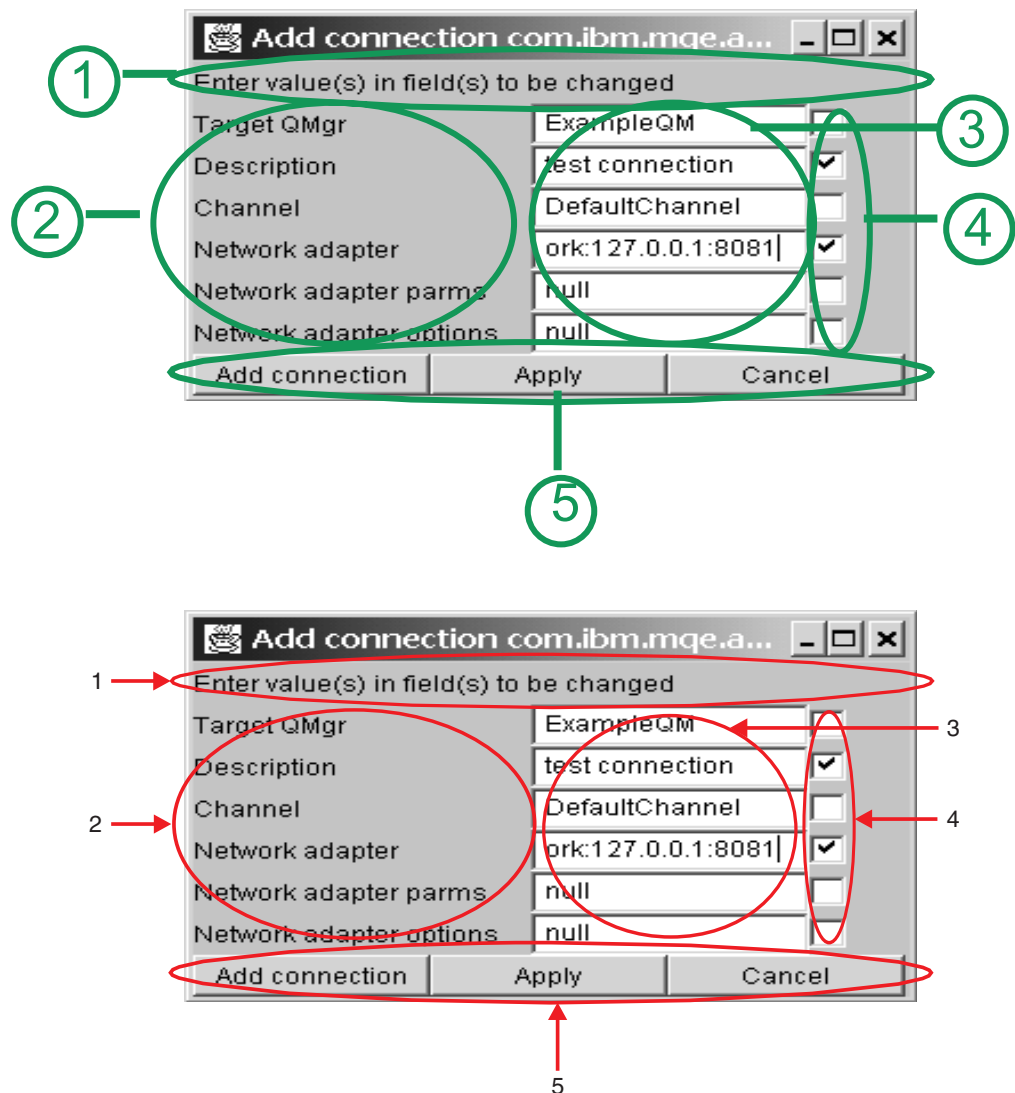 Add connection com.ibm.mqe.a...
1
Enter value(s) in field(s) to be changed
Target QMgr ExampleQM
3
Description test connection
2
Channel DefaultChannel
4
Network adapter ork:127.0.0.1:8081
Network adapter parms null
Network adapter options null
Add connection Apply Cancel
5
Add connection com.ibm.mqe.a...
1
Enter value(s) in field(s) to be changed
Target QMgr ExampleQM
3
Description test connection
Channel DefaultChannel
2
4
Network adapter ork:127.0.0.1:8081
Network adapter parms null
Network adapter options null
Add connection Apply Cancel
5